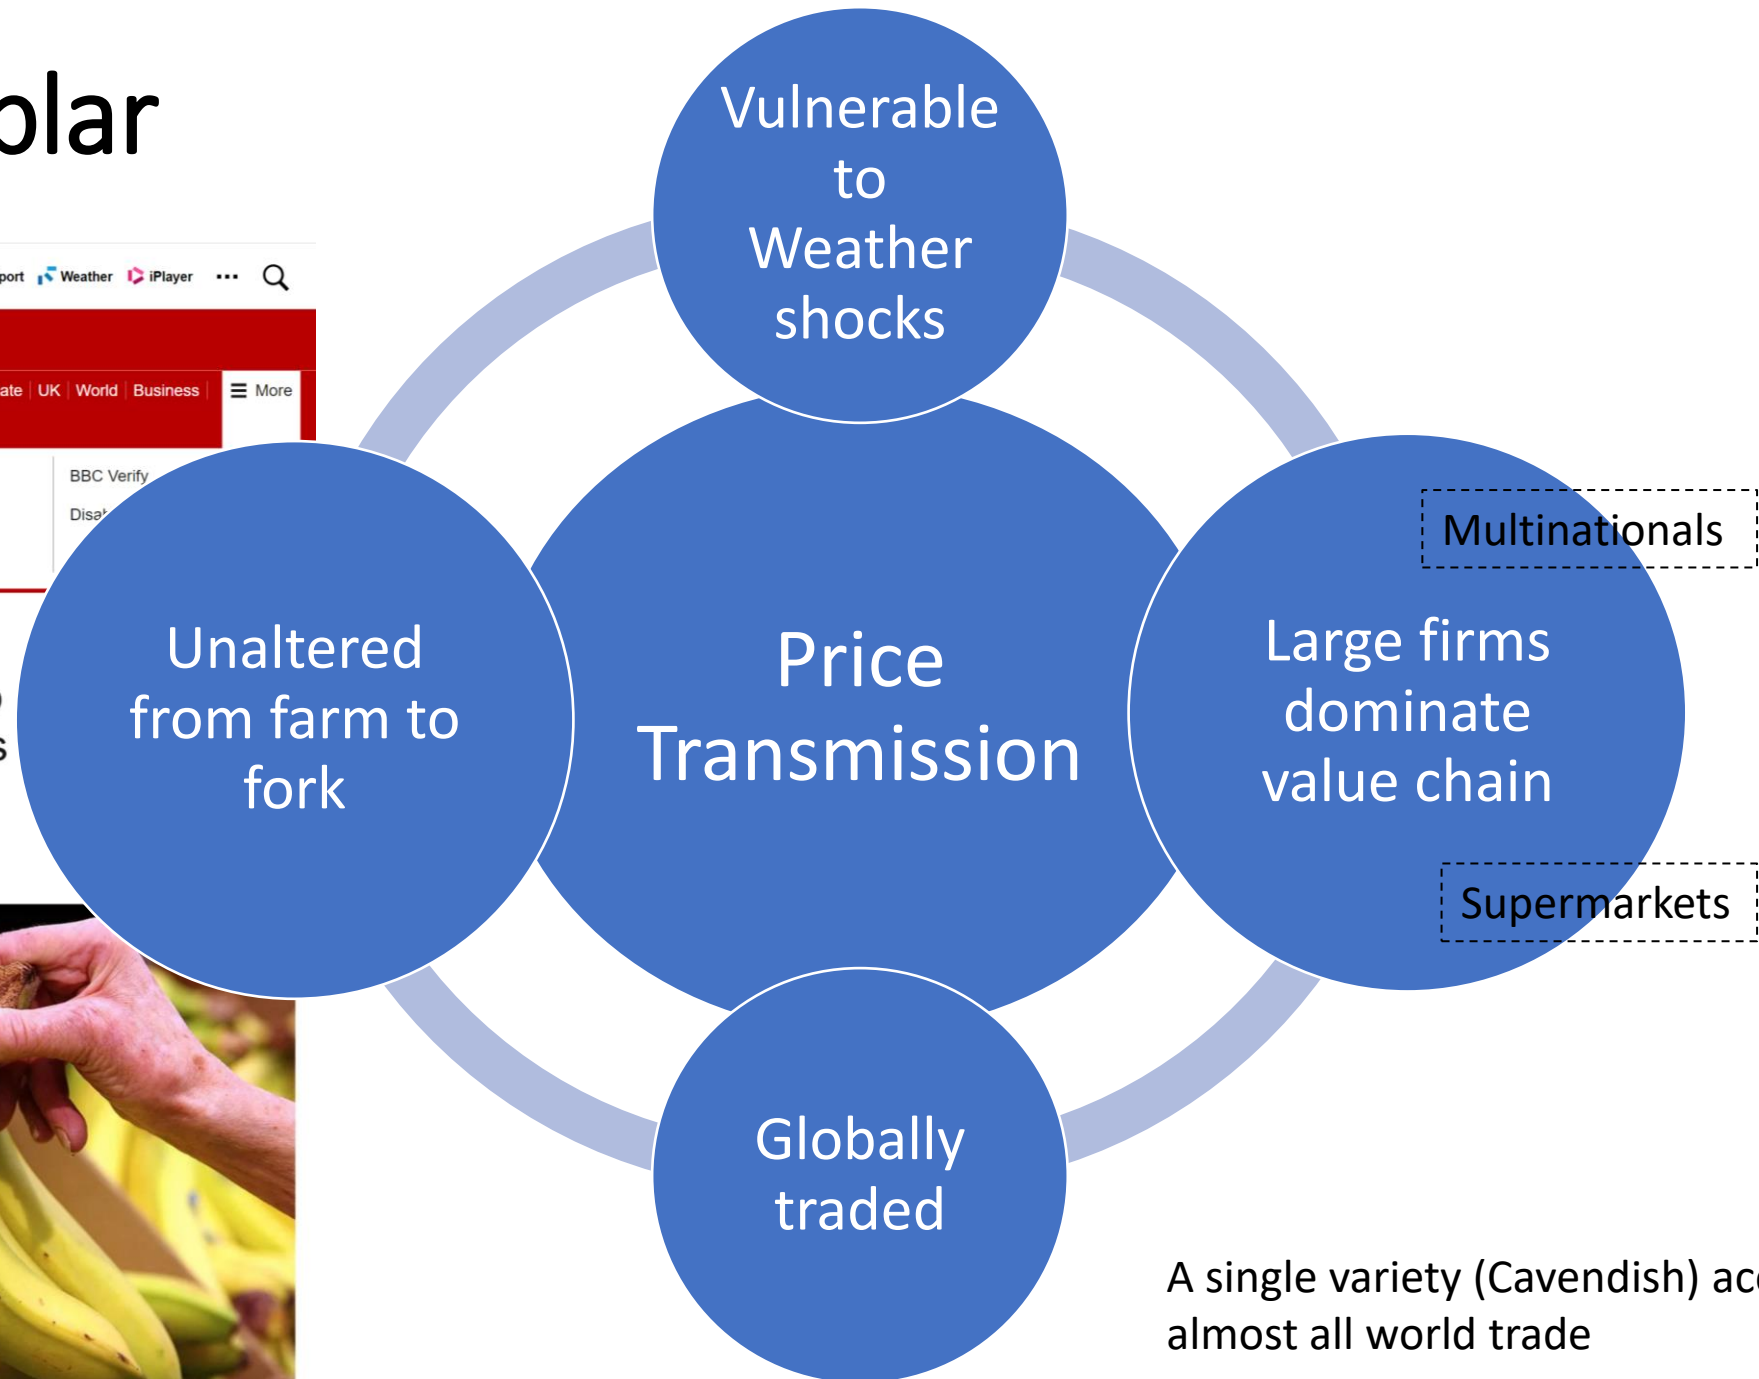 plar
port Weather iPlayer
ate UK World Business More
BBC Verify
Vulnerable
to
Weather
shocks
Unaltered
from farm to
fork
Price
Transmission
Multinationals
Large firms
dominate
value chain
Supermarkets
Globally
traded
A single variety (Cavendish) acc
almost all world trade